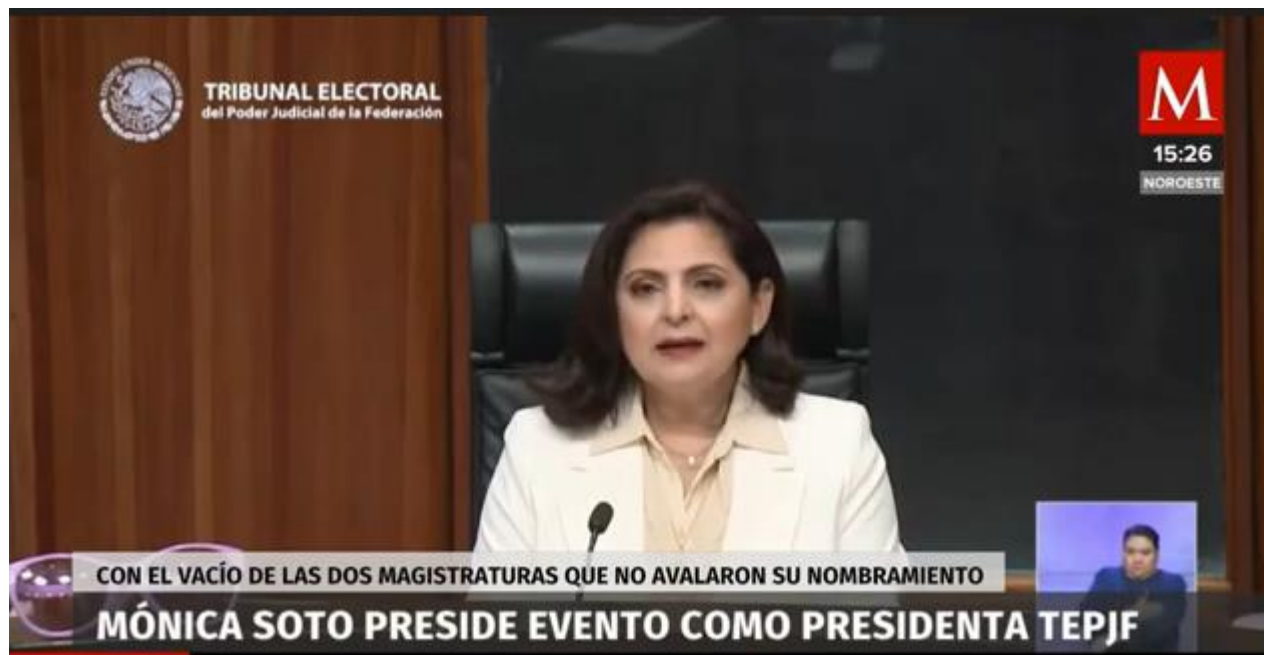 TRIBUNAL ELECTORAL
del Poder Judicial de la Federación
M
15:26
NOROESTE
CON EL VACÍO DE LAS DOS MAGISTRATURAS QUE NO AVALARON SU NOMBRAMIENTO
MÓNICA SOTO PRESIDE EVENTO COMO PRESIDENTA TEPJF